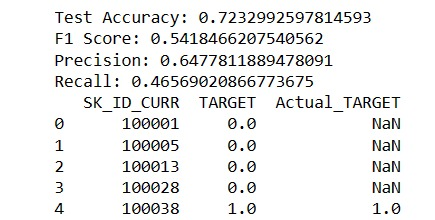 Test Accuracy: 0.7232992597814593
F1 Score: 0.5418466207540562
Precision: 0.6477811889478091
Recall: 0.46569020866773675
SK_ID_CURR TARGET Actual_TARGET
0 100001 0.0 NaN
1 100005 0.0 NaN
2 100013 0.0 NaN
3 100028 0.0 NaN
4 100038 1.0 1.0